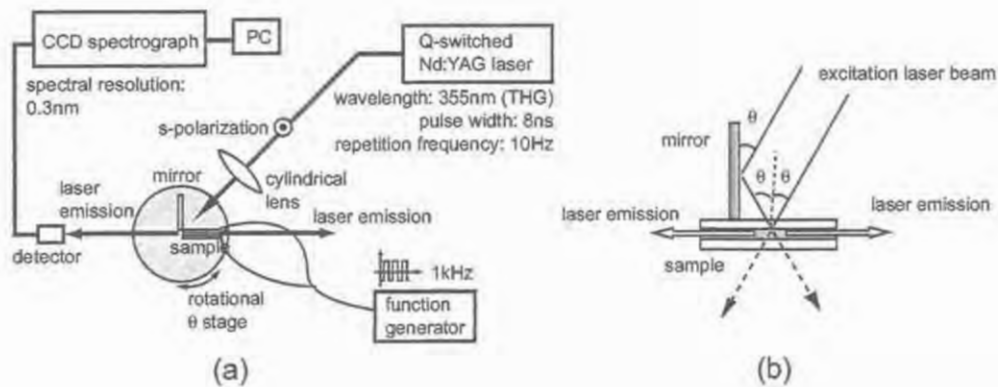 CCD spectrograph
PC
Q-switched
Nd:YAG laser
spectral resolution:
0.3nm
wavelength: 355nm (THG)
pulse width: 8ns
repetition frequency: 10Hz
s-polarization
cylindrical
lens
mirror
laser
emission
laser emission
sample
detector
rotational
θ stage
1kHz
function
generator
(a)
excitation laser beam
θ
mirror
θ θ
laser emission
laser emission
sample
(b)